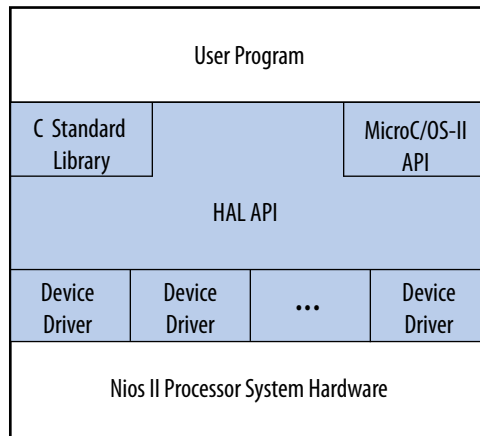 User Program
C Standard
Library
MicroC/OS-II
API
HAL API
Device
Driver
Device
Driver
...
Device
Driver
Nios II Processor System Hardware